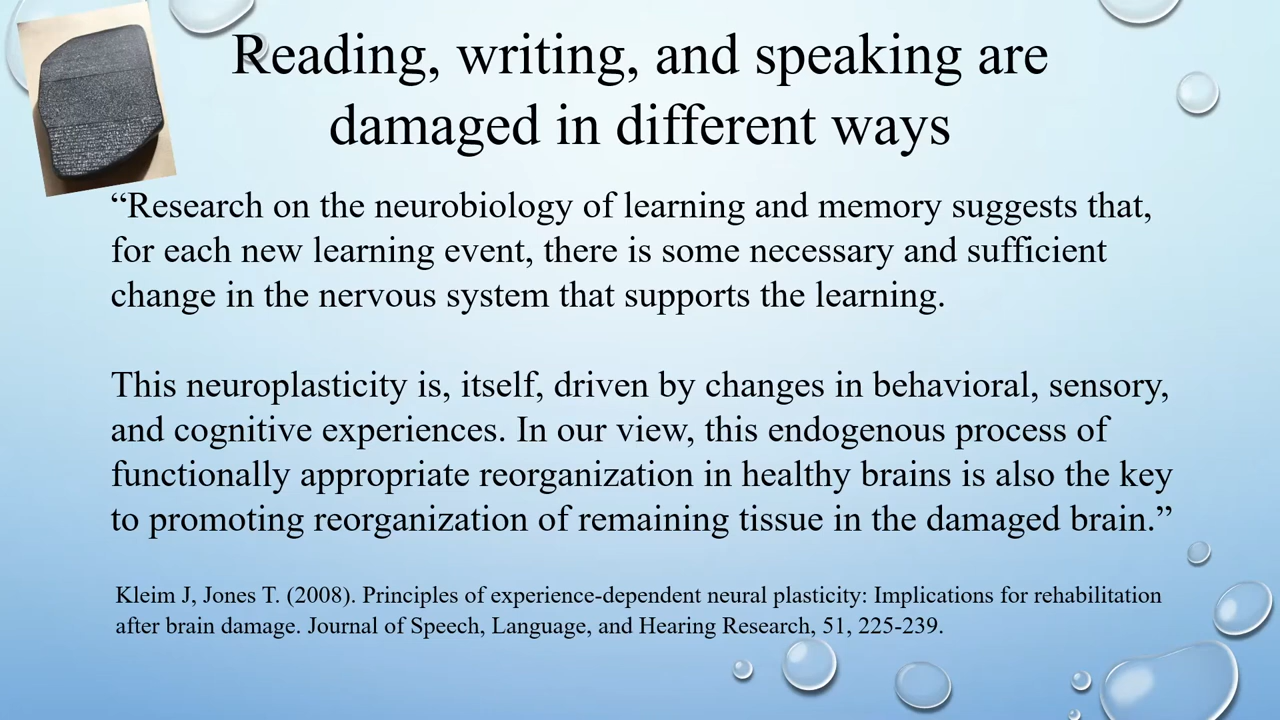 Reading, writing, and speaking are
damaged in different ways
“Research on the neurobiology of learning and memory suggests that,
for each new learning event, there is some necessary and sufficient
change in the nervous system that supports the learning.
This neuroplasticity is, itself, driven by changes in behavioral, sensory,
and cognitive experiences. In our view, this endogenous process of
functionally appropriate reorganization in healthy brains is also the key
to promoting reorganization of remaining tissue in the damaged brain.”
Kleim J, Jones T. (2008). Principles of experience-dependent neural plasticity: Implications for rehabilitation
after brain damage. Journal of Speech, Language, and Hearing Research, 51, 225-239.